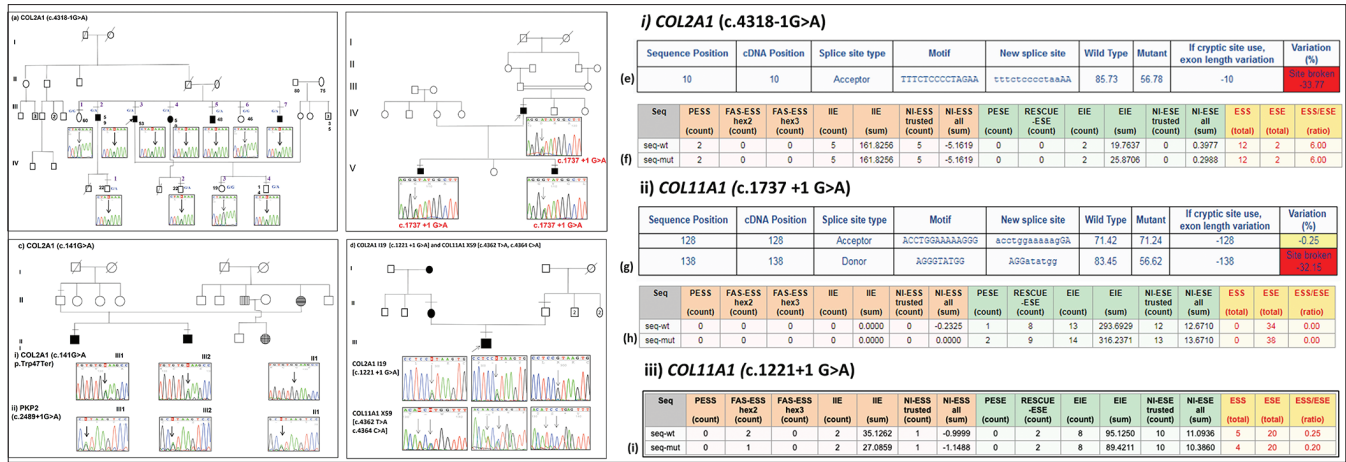 (a) COL2A1 (c.4318-1G>A)
I
II
III
IV
I
II
III
IV
V
c.1737 +1 G>A
c.1737 +1 G>A
c.1737 +1 G>A
c) COL2A1 (c.141G>A)
I
II
i) COL2A1 (c.141G>A
p.Trp47Ter)
III1
III2
II1
ii) PKP2
(c.2489+1G>A)
III1
III2
II1
d) COL2A1 I19 [c.1221 +1 G>A] and COL11A1 X59 [c.4362 T>A, c.4364 C>A]
I
II
III
COL2A1 I19
[c.1221 +1 G>A]
COL11A1 X59
[c.4362 T>A
c.4364 C>A]
i) COL2A1 (c.4318-1G>A)
(e)
Sequence Position cDNA Position Splice site type Motif New splice site Wild Type Mutant If cryptic site use, exon length variation Variation (%)
10 10 Acceptor TTTCTCCCCTAGAA tttctcccctaaAA 85.73 56.78 -10 Site broken -33.77
(f)
Seq PESS (count) FAS-ESS hex2 (count) FAS-ESS hex3 (count) IIE (count) IIE (sum) NI-ESS trusted (count) NI-ESS all (sum) PESE (count) RESCUE -ESE (count) EIE (count) EIE (sum) NI-ESE trusted (count) NI-ESE all (sum) ESS (total) ESE (total) ESS/ESE (ratio)
seq-wt 2 0 0 5 161.8256 5 -5.1619 0 0 2 19.7637 0 0.3977 12 2 6.00
seq-mut 2 0 0 5 161.8256 5 -5.1619 0 0 2 25.8706 0 0.2988 12 2 6.00
ii) COL11A1 (c.1737 +1 G>A)
(g)
Sequence Position cDNA Position Splice site type Motif New splice site Wild Type Mutant If cryptic site use, exon length variation Variation (%)
128 128 Acceptor ACCTGGAAAAAGGG acctggaaaaagGA 71.42 71.24 -128 -0.25
138 138 Donor AGGGTATGG AGGatatgg 83.45 56.62 -138 Site broken -32.15
(h)
Seq PESS (count) FAS-ESS hex2 (count) FAS-ESS hex3 (count) IIE (count) IIE (sum) NI-ESS trusted (count) NI-ESS all (sum) PESE (count) RESCUE -ESE (count) EIE (count) EIE (sum) NI-ESE trusted (count) NI-ESE all (sum) ESS (total) ESE (total) ESS/ESE (ratio)
seq-wt 0 0 0 0 0.0000 0 -0.2325 1 8 13 293.6929 12 12.6710 0 34 0.00
seq-mut 0 0 0 0 0.0000 0 0.0000 2 9 14 316.2371 13 13.6710 0 38 0.00
iii) COL11A1 (c.1221+1 G>A)
(i)
Seq PESS (count) FAS-ESS hex2 (count) FAS-ESS hex3 (count) IIE (count) IIE (sum) NI-ESS trusted (count) NI-ESS all (sum) PESE (count) RESCUE -ESE (count) EIE (count) EIE (sum) NI-ESE trusted (count) NI-ESE all (sum) ESS (total) ESE (total) ESS/ESE (ratio)
seq-wt 0 2 0 2 35.1262 1 -0.9999 0 2 8 95.1250 10 11.0936 5 20 0.25
seq-mut 0 1 0 2 27.0859 1 -1.1488 0 2 8 89.4211 10 10.3860 4 20 0.20